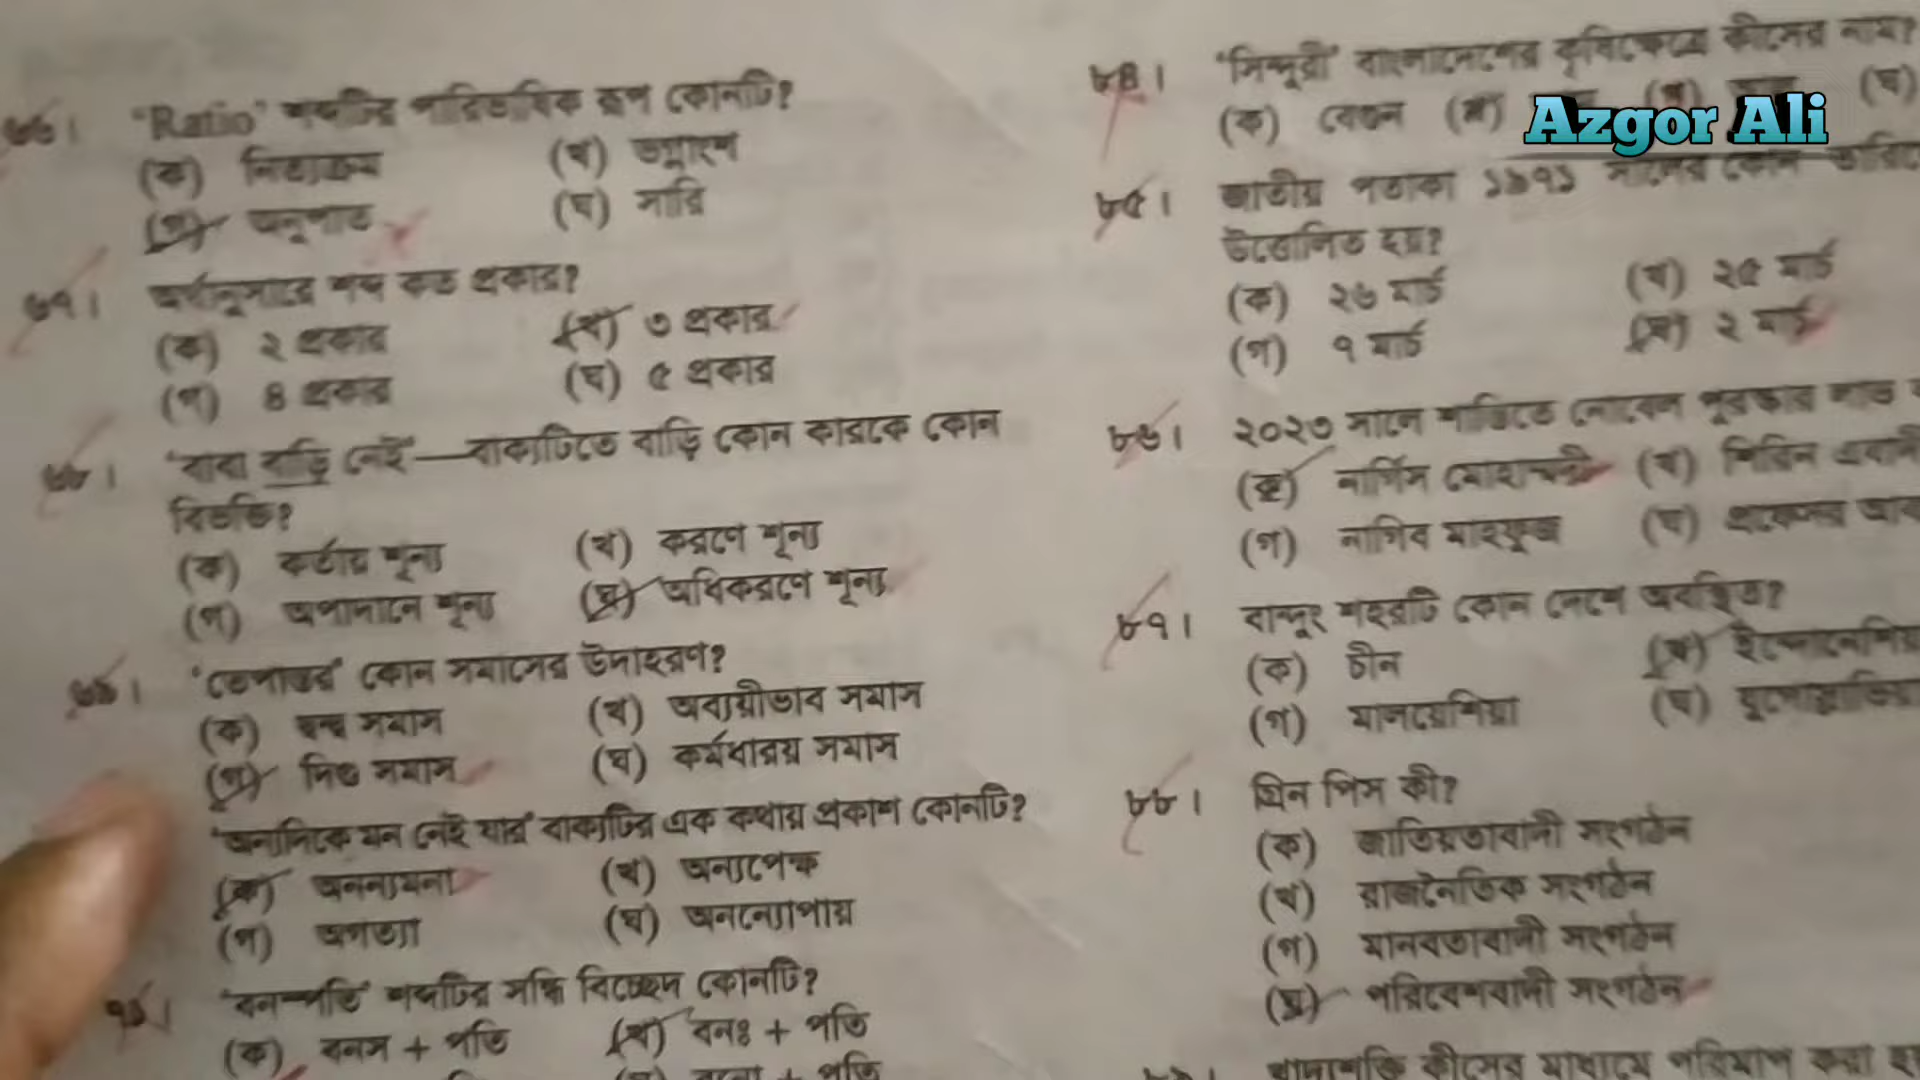 ৬৬। 'Ratio' শব্দটির পারিভাষিক রূপ কোনটি?
(ক) নিত্যক্রম (খ) ভগ্নাংশ
(গ) অনুপাত (ঘ) সারি
৬৭। অর্থানুসারে শব্দ কত প্রকার?
(ক) ২ প্রকার (খ) ৩ প্রকার
(গ) ৪ প্রকার (ঘ) ৫ প্রকার
৬৮। 'বাবা বাড়ি নেই'—বাক্যটিতে বাড়ি কোন কারকে কোন
বিভক্তি?
(ক) কর্তায় শূন্য (খ) করণে শূন্য
(গ) অপাদানে শূন্য (ঘ) অধিকরণে শূন্য
৬৯। 'তেপান্তর' কোন সমাসের উদাহরণ?
(ক) দ্বন্দ্ব সমাস (খ) অব্যয়ীভাব সমাস
(গ) দ্বিগু সমাস (ঘ) কর্মধারয় সমাস
'অন্যদিকে মন নেই যার' বাক্যটির এক কথায় প্রকাশ কোনটি?
(ক) অনন্যমনা (খ) অন্যপেক্ষ
(গ) অগত্যা (ঘ) অনন্যোপায়
৭১। 'বনস্পতি' শব্দটির সন্ধি বিচ্ছেদ কোনটি?
(ক) বনস + পতি (খ) বনঃ + পতি
৮৪। 'সিন্দুরী' বাংলাদেশের কৃষিক্ষেত্রে কীসের নাম?
(ক) বেগুন (খ) (গ) (ঘ)
Azgor Ali
৮৫। জাতীয় পতাকা ১৯৭১ সালের কোন
উত্তোলিত হয়?
(ক) ২৬ মার্চ (খ) ২৫ মার্চ
(গ) ৭ মার্চ (ঘ) ২ মার্চ
৮৬। ২০২৩ সালে শান্তিতে নোবেল পুরস্কার লাভ
(ক) নার্গিস মোহাম্মদী (খ) শিরিন এবাদী
(গ) নাগিব মাহফুজ (ঘ) প্রফেসর
৮৭। বান্দুং শহরটি কোন দেশে অবস্থিত?
(ক) চীন (খ) ইন্দোনেশিয়া
(গ) মালয়েশিয়া (ঘ) যুগোস্লাভিয়া
৮৮। গ্রিন পিস কী?
(ক) জাতিয়তাবাদী সংগঠন
(খ) রাজনৈতিক সংগঠন
(গ) মানবতাবাদী সংগঠন
(ঘ) পরিবেশবাদী সংগঠন
খাদ্যশক্তি কীসের মাধ্যমে পরিমাপ করা